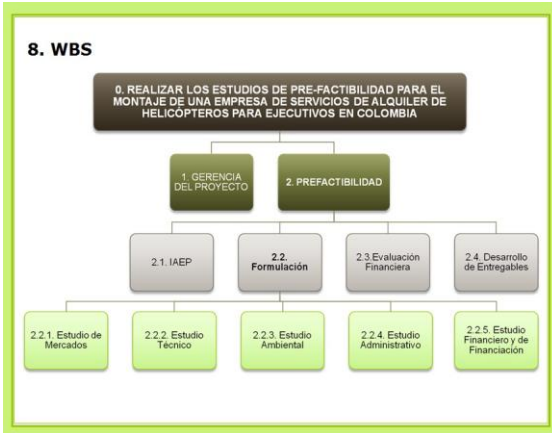 8. WBS
0. REALIZAR LOS ESTUDIOS DE PRE-FACTIBILIDAD PARA EL
MONTAJE DE UNA EMPRESA DE SERVICIOS DE ALQUILER DE
HELICÓPTEROS PARA EJECUTIVOS EN COLOMBIA
1. GERENCIA
DEL PROYECTO
2. PREFACTIBILIDAD
2.1. IAEP
2.2.
Formulación
2.3.Evaluación
Financiera
2.4. Desarrollo
de Entregables
2.2.1. Estudio de
Mercados
2.2.2. Estudio
Técnico
2.2.3. Estudio
Ambiental
2.2.4. Estudio
Administrativo
2.2.5. Estudio
Financiero y de
Financiación